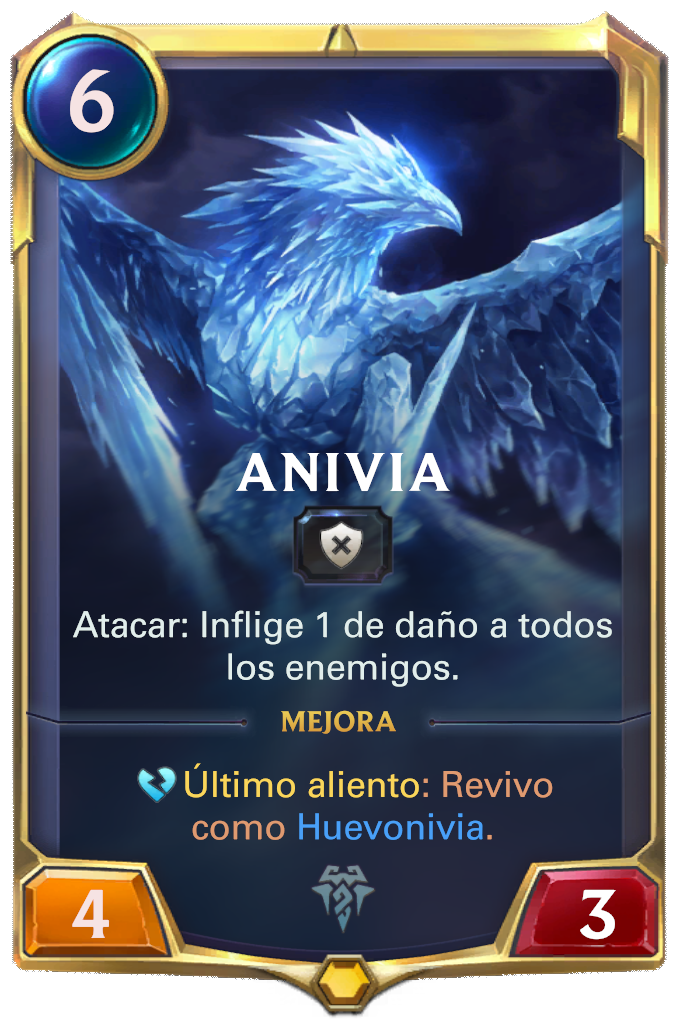 6
ANIVIA
Atacar: Inflige 1 de daño a todos
los enemigos.
MEJORA
Último aliento: Revivo
como Huevonivia.
4
3